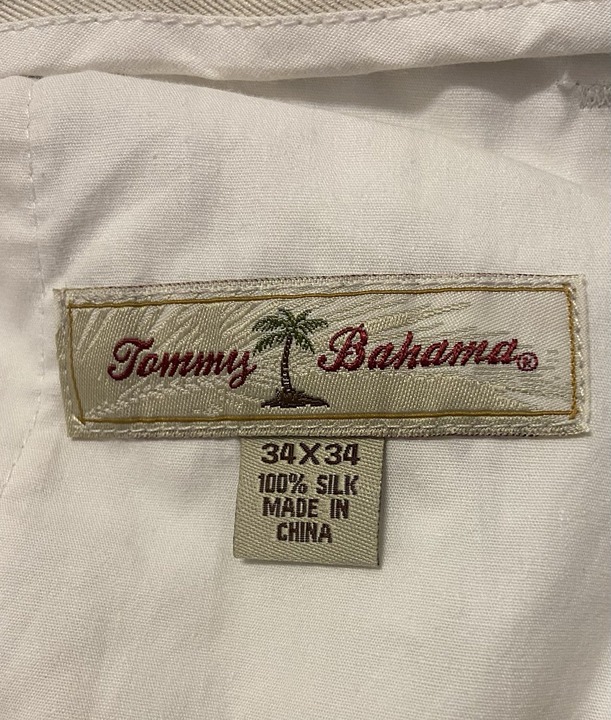 Tommy Bahama®
34X34
100% SILK
MADE IN
CHINA